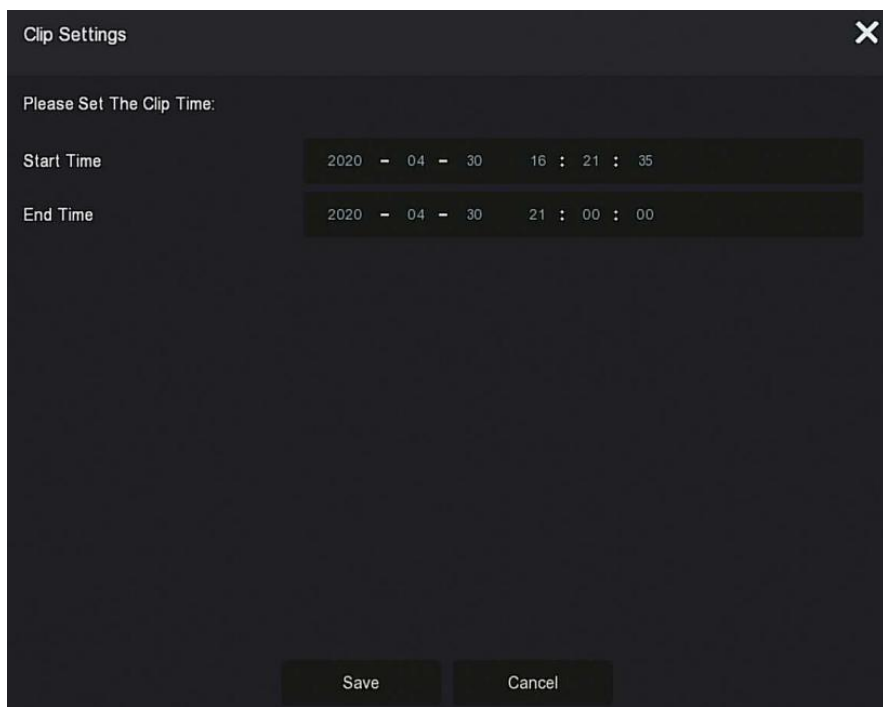 Clip Settings
Please Set The Clip Time:
Start Time 2020 - 04 - 30 16 : 21 : 35
End Time 2020 - 04 - 30 21 : 00 : 00
Save Cancel